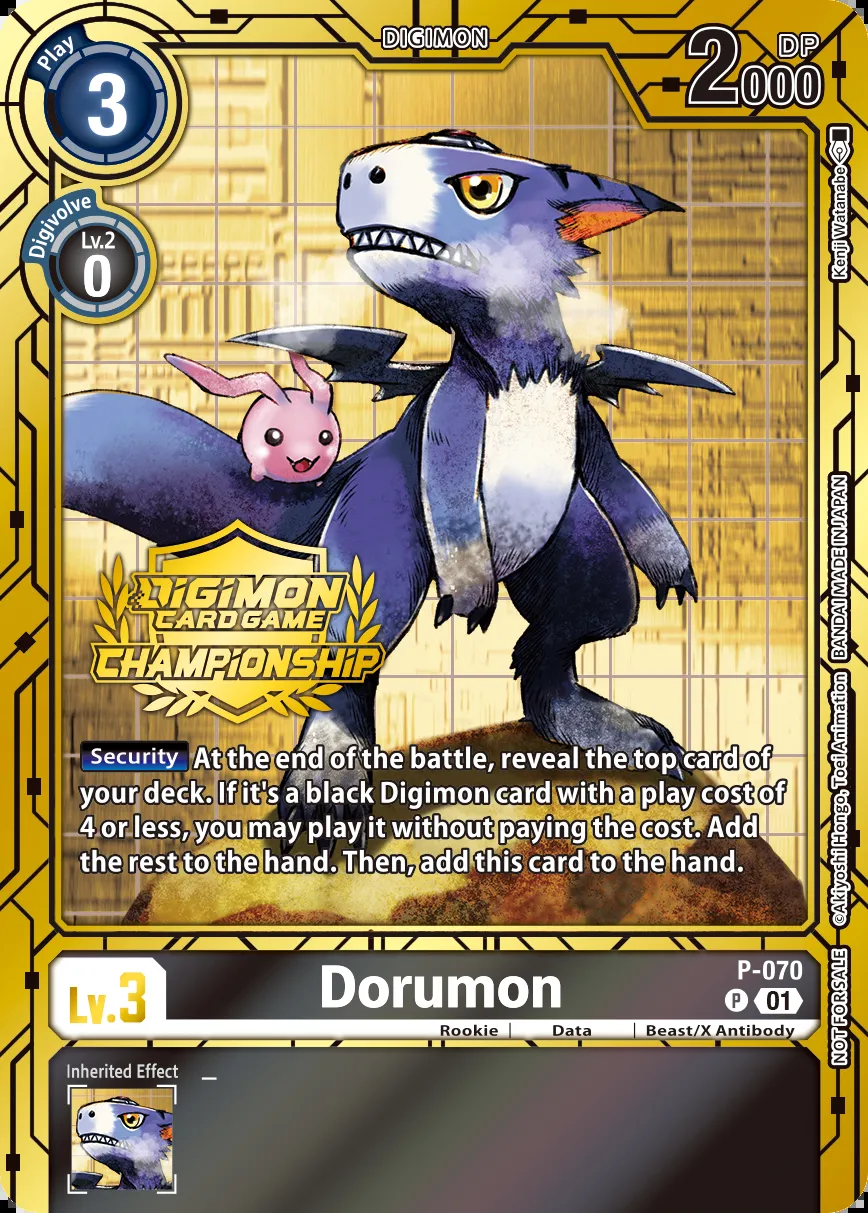 DIGIMON
Play
3
DP
2000
Digivolve
Lv.2
0
Kenji Watanabe
DIGIMON
CARD GAME
CHAMPIONSHIP
Security At the end of the battle, reveal the top card of
your deck. If it's a black Digimon card with a play cost of
4 or less, you may play it without paying the cost. Add
the rest to the hand. Then, add this card to the hand.
BANDAI MADE IN JAPAN
©Akiyoshi Hongo, Toei Animation
NOT FOR SALE
Lv.3
Dorumon
P-070
P 01
Rookie | Data | Beast/X Antibody
Inherited Effect –